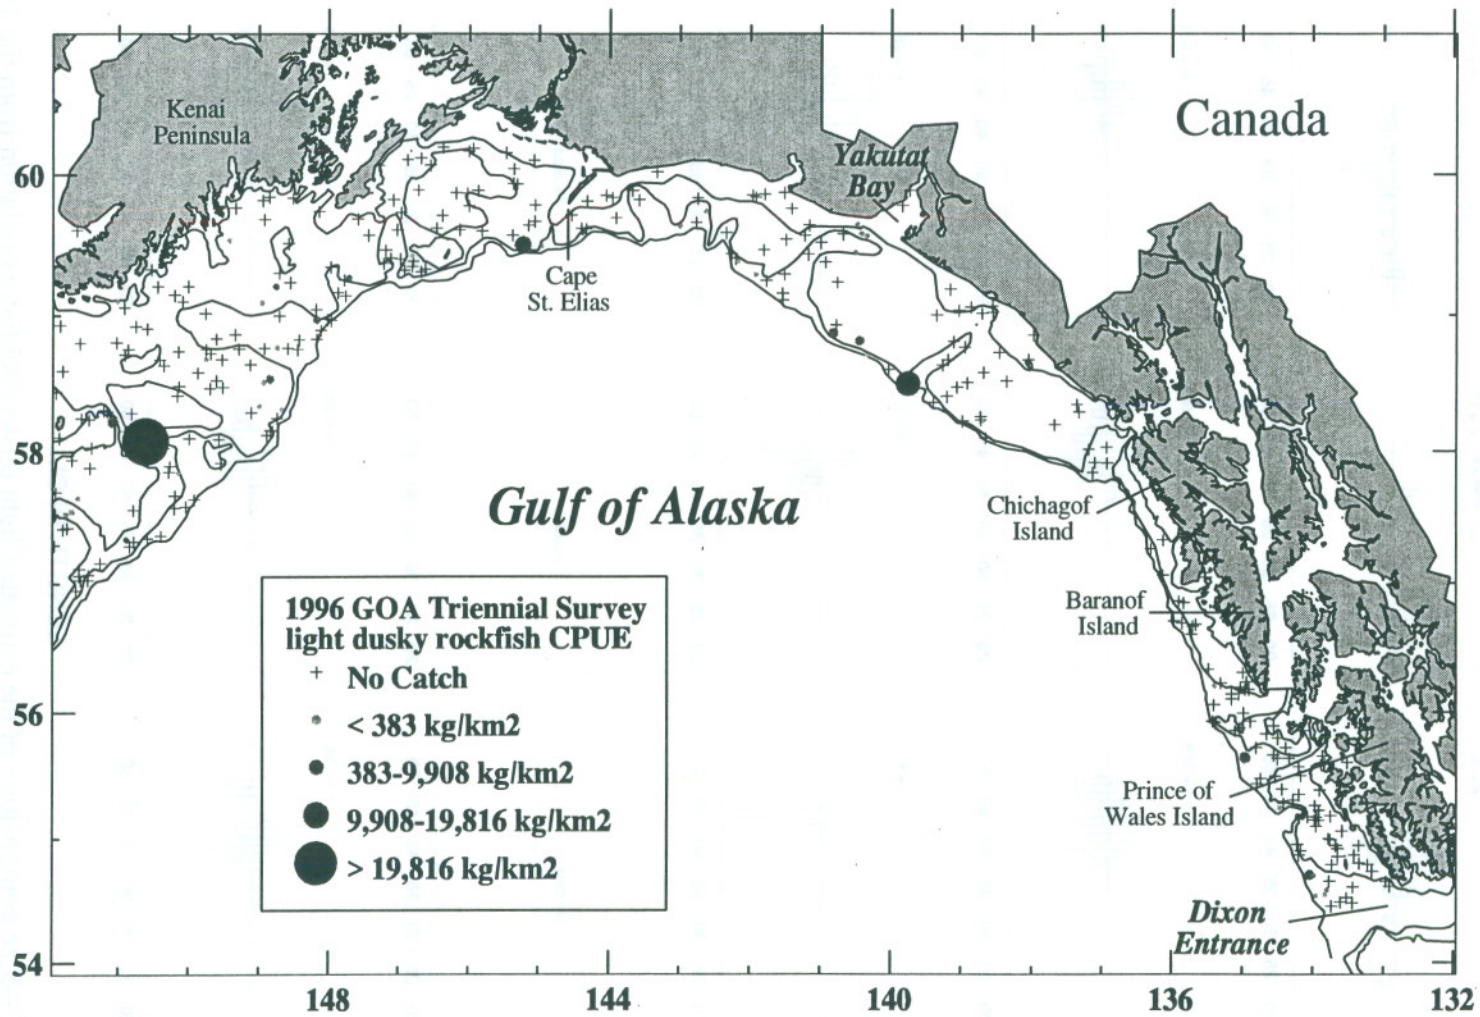 Canada
Kenai
Peninsula
Yakutat
Bay
60
Cape
St. Elias
58
Gulf of Alaska
Chichagof
Island
1996 GOA Triennial Survey
light dusky rockfish CPUE
No Catch
< 383 kg/km2
383-9,908 kg/km2
9,908-19,816 kg/km2
> 19,816 kg/km2
Baranof
Island
56
Prince of
Wales Island
Dixon
Entrance
54
148
144
140
136
132